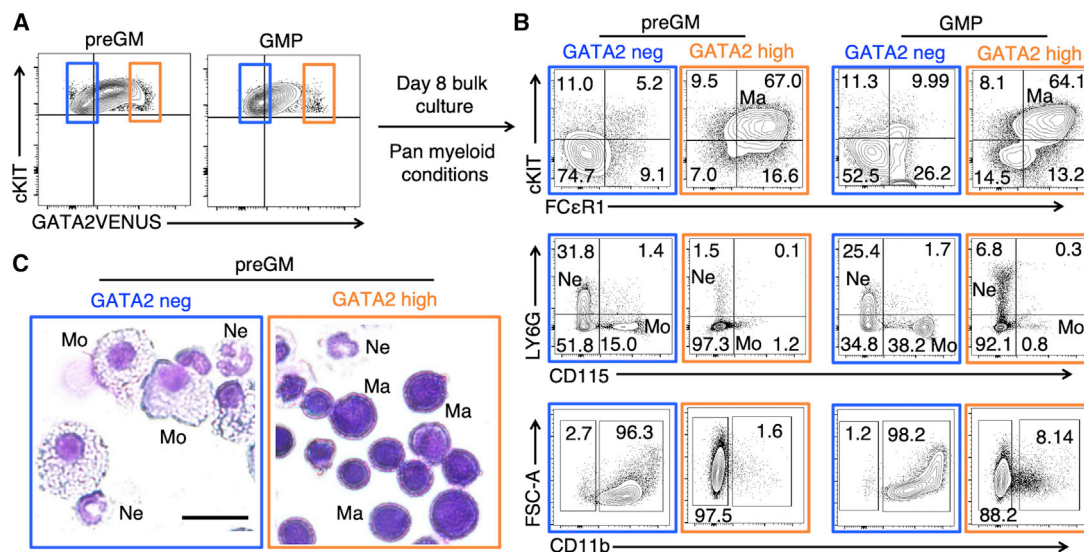 A
preGM
GMP
cKIT
GATA2VENUS
Day 8 bulk
culture
Pan myeloid
conditions
B
preGM
GMP
GATA2 neg
GATA2 high
GATA2 neg
GATA2 high
11.0
5.2
74.7
9.1
9.5
67.0
Ma
7.0
16.6
11.3
9.99
52.5
26.2
8.1
64.1
Ma
14.5
13.2
cKIT
FCεR1
31.8
1.4
Ne
Mo
51.8
15.0
1.5
0.1
Ne
Mo
97.3
1.2
25.4
1.7
Ne
34.8
38.2
Mo
6.8
0.3
Ne
Mo
92.1
0.8
LY6G
CD115
2.7
96.3
1.6
97.5
1.2
98.2
8.14
88.2
FSC-A
CD11b
C
preGM
GATA2 neg
GATA2 high
Mo
Ne
Mo
Ne
Ne
Ma
Ma
Ma